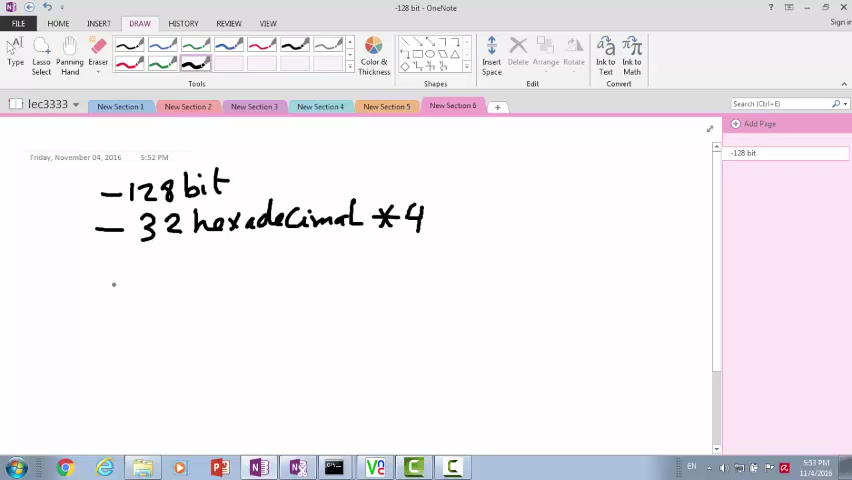 -128 bit - OneNote
Sign in
FILE HOME INSERT DRAW HISTORY REVIEW VIEW
Type Lasso Select Panning Hand Eraser Color & Thickness Insert Space Delete Arrange Rotate Ink to Text Ink to Math
Tools Shapes Edit Convert
lec3333 New Section 1 New Section 2 New Section 3 New Section 4 New Section 5 New Section 6 + Search (Ctrl+E)
Add Page
-128 bit
Friday, November 04, 2016 5:52 PM
-128 bit
- 32 hexadecimal * 4
EN 5:53 PM
11/4/2016